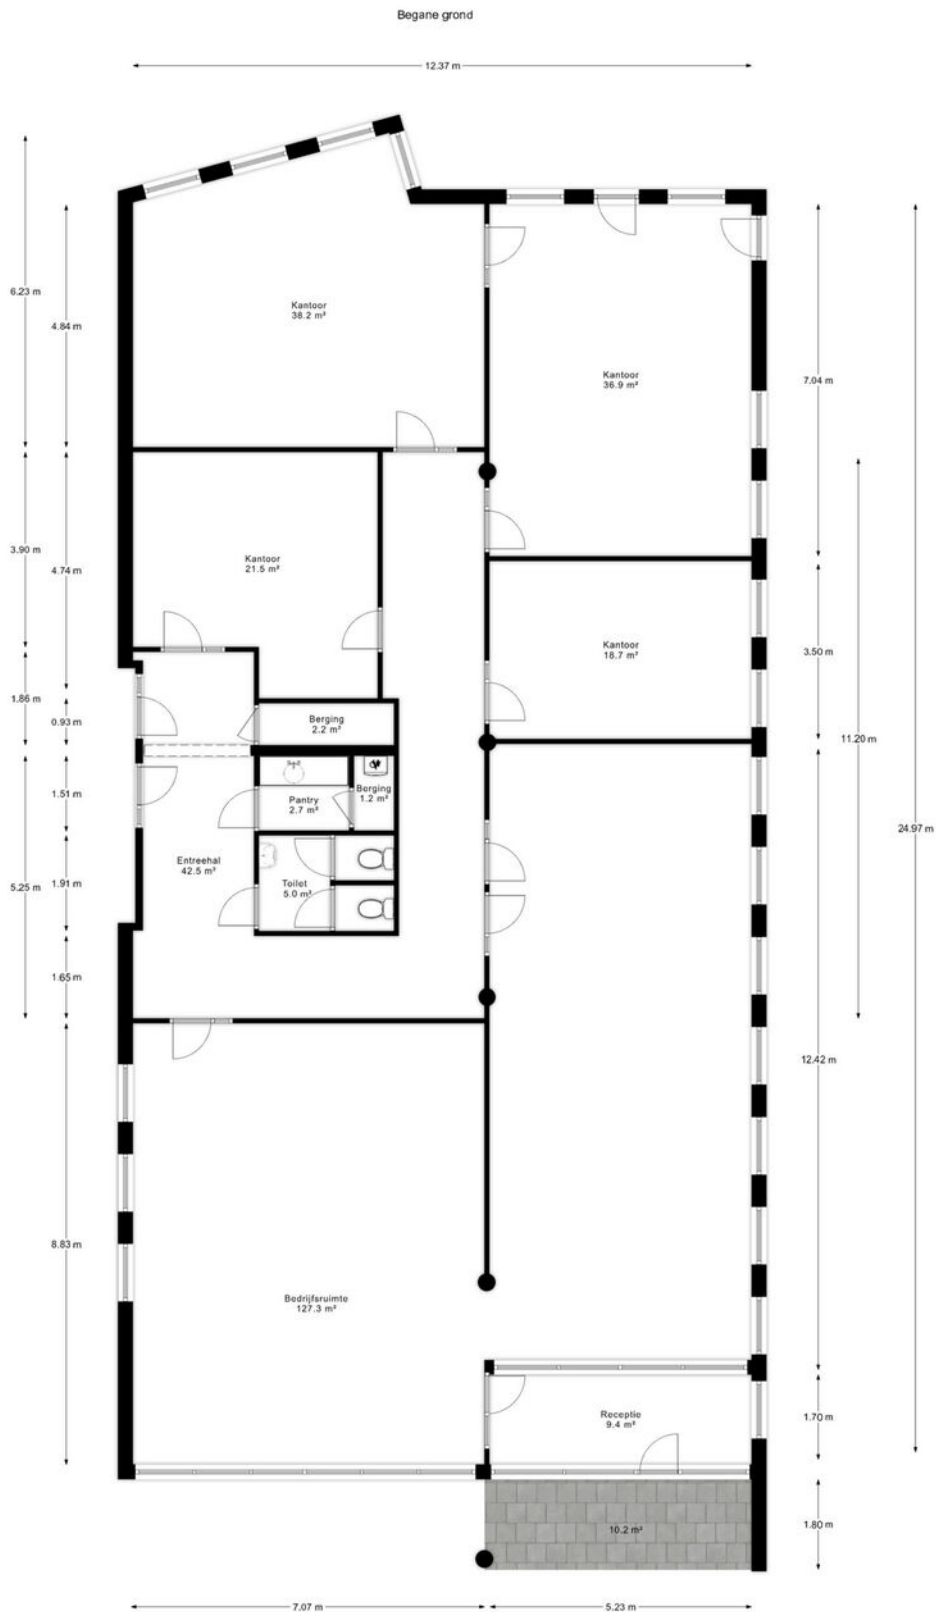 Begane grond
12.37 m
6.23 m
4.84 m
Kantoor
38.2 m²
Kantoor
36.9 m²
7.04 m
3.90 m
4.74 m
Kantoor
21.5 m²
Kantoor
18.7 m²
3.50 m
1.86 m
0.93 m
Berging
2.2 m²
11.20 m
1.51 m
Pantry
2.7 m²
Berging
1.2 m²
24.97 m
5.25 m
1.91 m
Entreehal
42.5 m²
Toilet
5.0 m²
1.65 m
12.42 m
8.83 m
Bedrijfsruimte
127.3 m²
Receptie
9.4 m²
1.70 m
10.2 m²
1.80 m
7.07 m
5.23 m